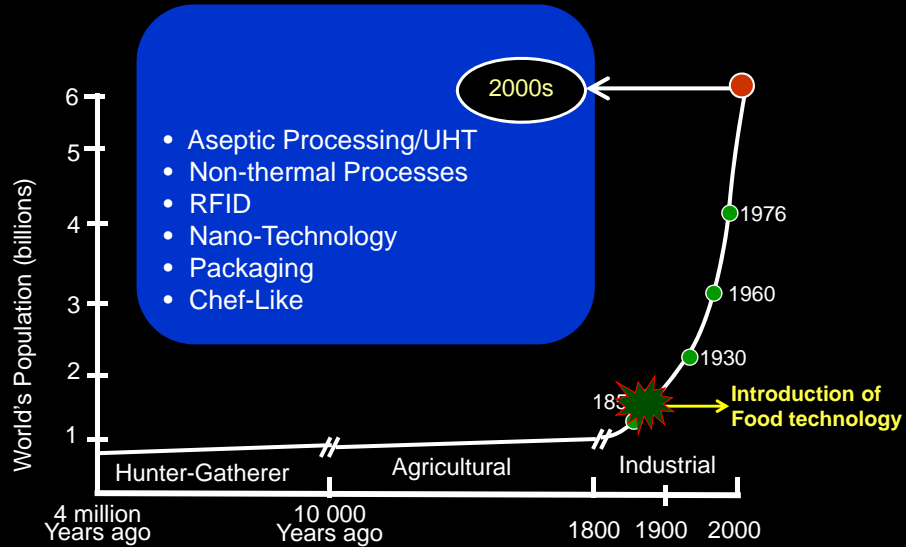 2000s
• Aseptic Processing/UHT
• Non-thermal Processes
• RFID
• Nano-Technology
• Packaging
• Chef-Like
World's Population (billions)
6
5
4
3
2
1
1976
1960
1930
Introduction of
Food technology
Hunter-Gatherer
Agricultural
Industrial
4 million
Years ago
10 000
Years ago
1800
1900
2000